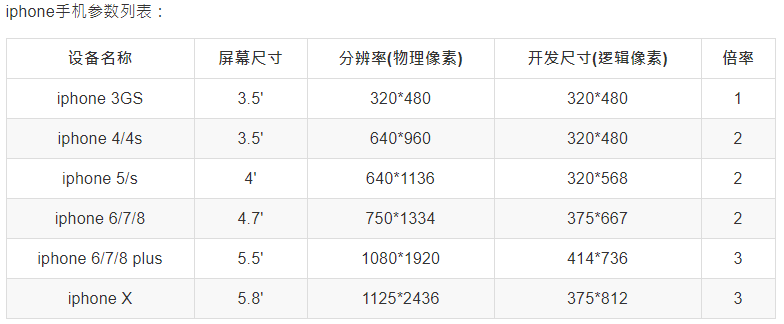 iphone手机参数列表：
设备名称 屏幕尺寸 分辨率(物理像素) 开发尺寸(逻辑像素) 倍率
iphone 3GS 3.5' 320*480 320*480 1
iphone 4/4s 3.5' 640*960 320*480 2
iphone 5/s 4' 640*1136 320*568 2
iphone 6/7/8 4.7' 750*1334 375*667 2
iphone 6/7/8 plus 5.5' 1080*1920 414*736 3
iphone X 5.8' 1125*2436 375*812 3